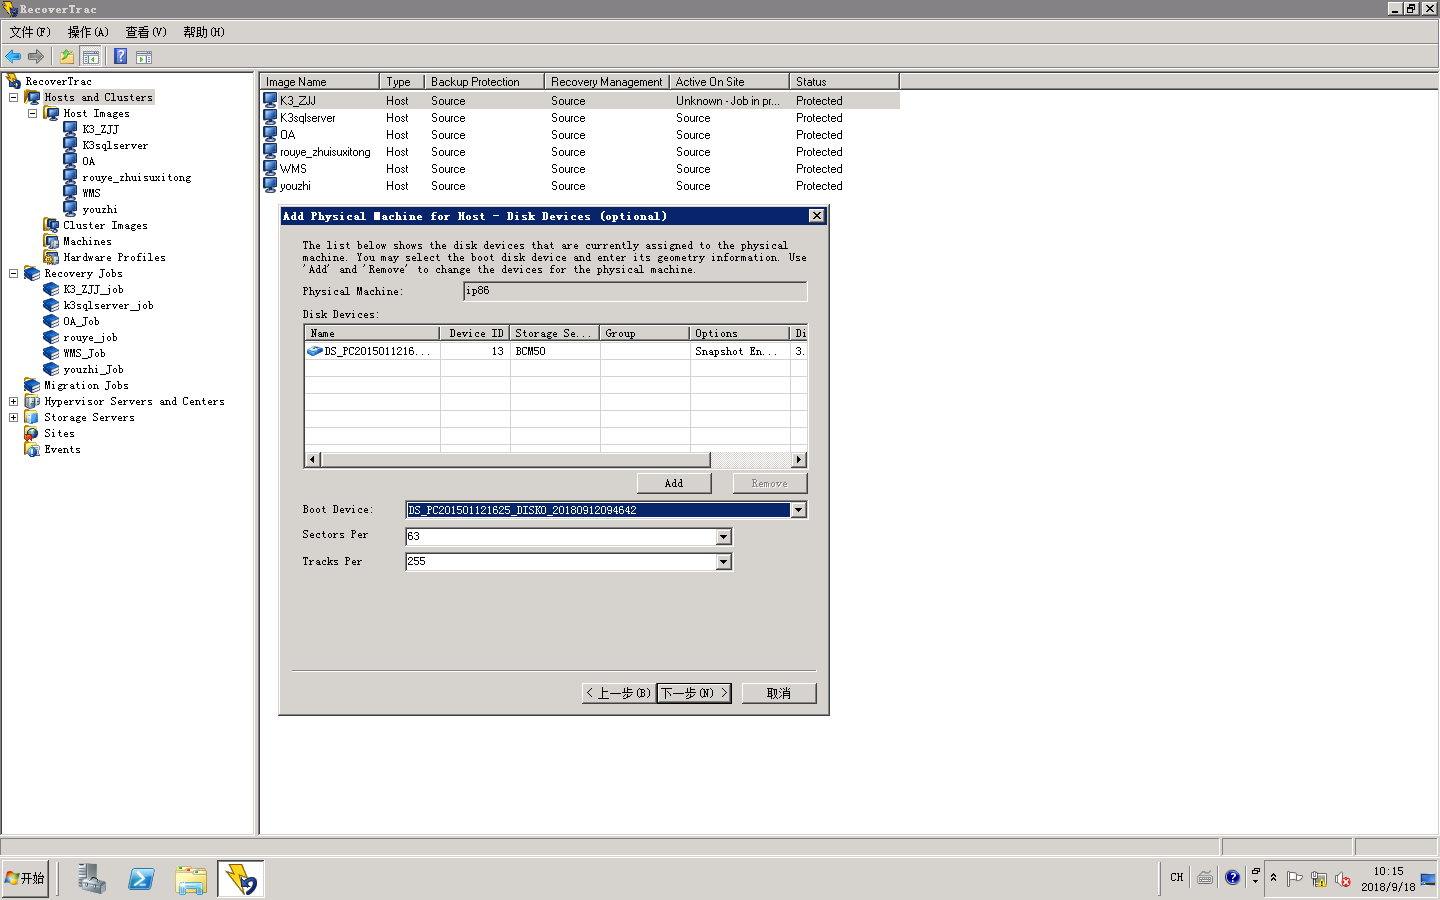 RecoverTrac
文件(F) 操作(A) 查看(V) 帮助(H)
RecoverTrac
Hosts and Clusters
Host Images
K3_ZJJ
K3sqlserver
OA
rouye_zhuisuxitong
WMS
youzhi
Cluster Images
Machines
Hardware Profiles
Recovery Jobs
K3_ZJJ_job
k3sqlserver_job
OA_Job
rouye_job
WMS_Job
youzhi_Job
Migration Jobs
Hypervisor Servers and Centers
Storage Servers
Sites
Events
Image Name Type Backup Protection Recovery Management Active On Site Status
K3_ZJJ Host Source Source Unknown - Job in pr... Protected
K3sqlserver Host Source Source Source Protected
OA Host Source Source Source Protected
rouye_zhuisuxitong Host Source Source Source Protected
WMS Host Source Source Source Protected
youzhi Host Source Source Source Protected
Add Physical Machine for Host - Disk Devices (optional)
The list below shows the disk devices that are currently assigned to the physical
machine. You may select the boot disk device and enter its geometry information. Use
'Add' and 'Remove' to change the devices for the physical machine.
Physical Machine: ip86
Disk Devices:
Name Device ID Storage Se... Group Options Di
DS_PC2015011216... 13 BCM50 Snapshot En... 3.
Add Remove
Boot Device: DS_PC201501121625_DISK0_20180912094642
Sectors Per 63
Tracks Per 255
< 上一步(B) 下一步(N) > 取消
开始
CH
10:15
2018/9/18